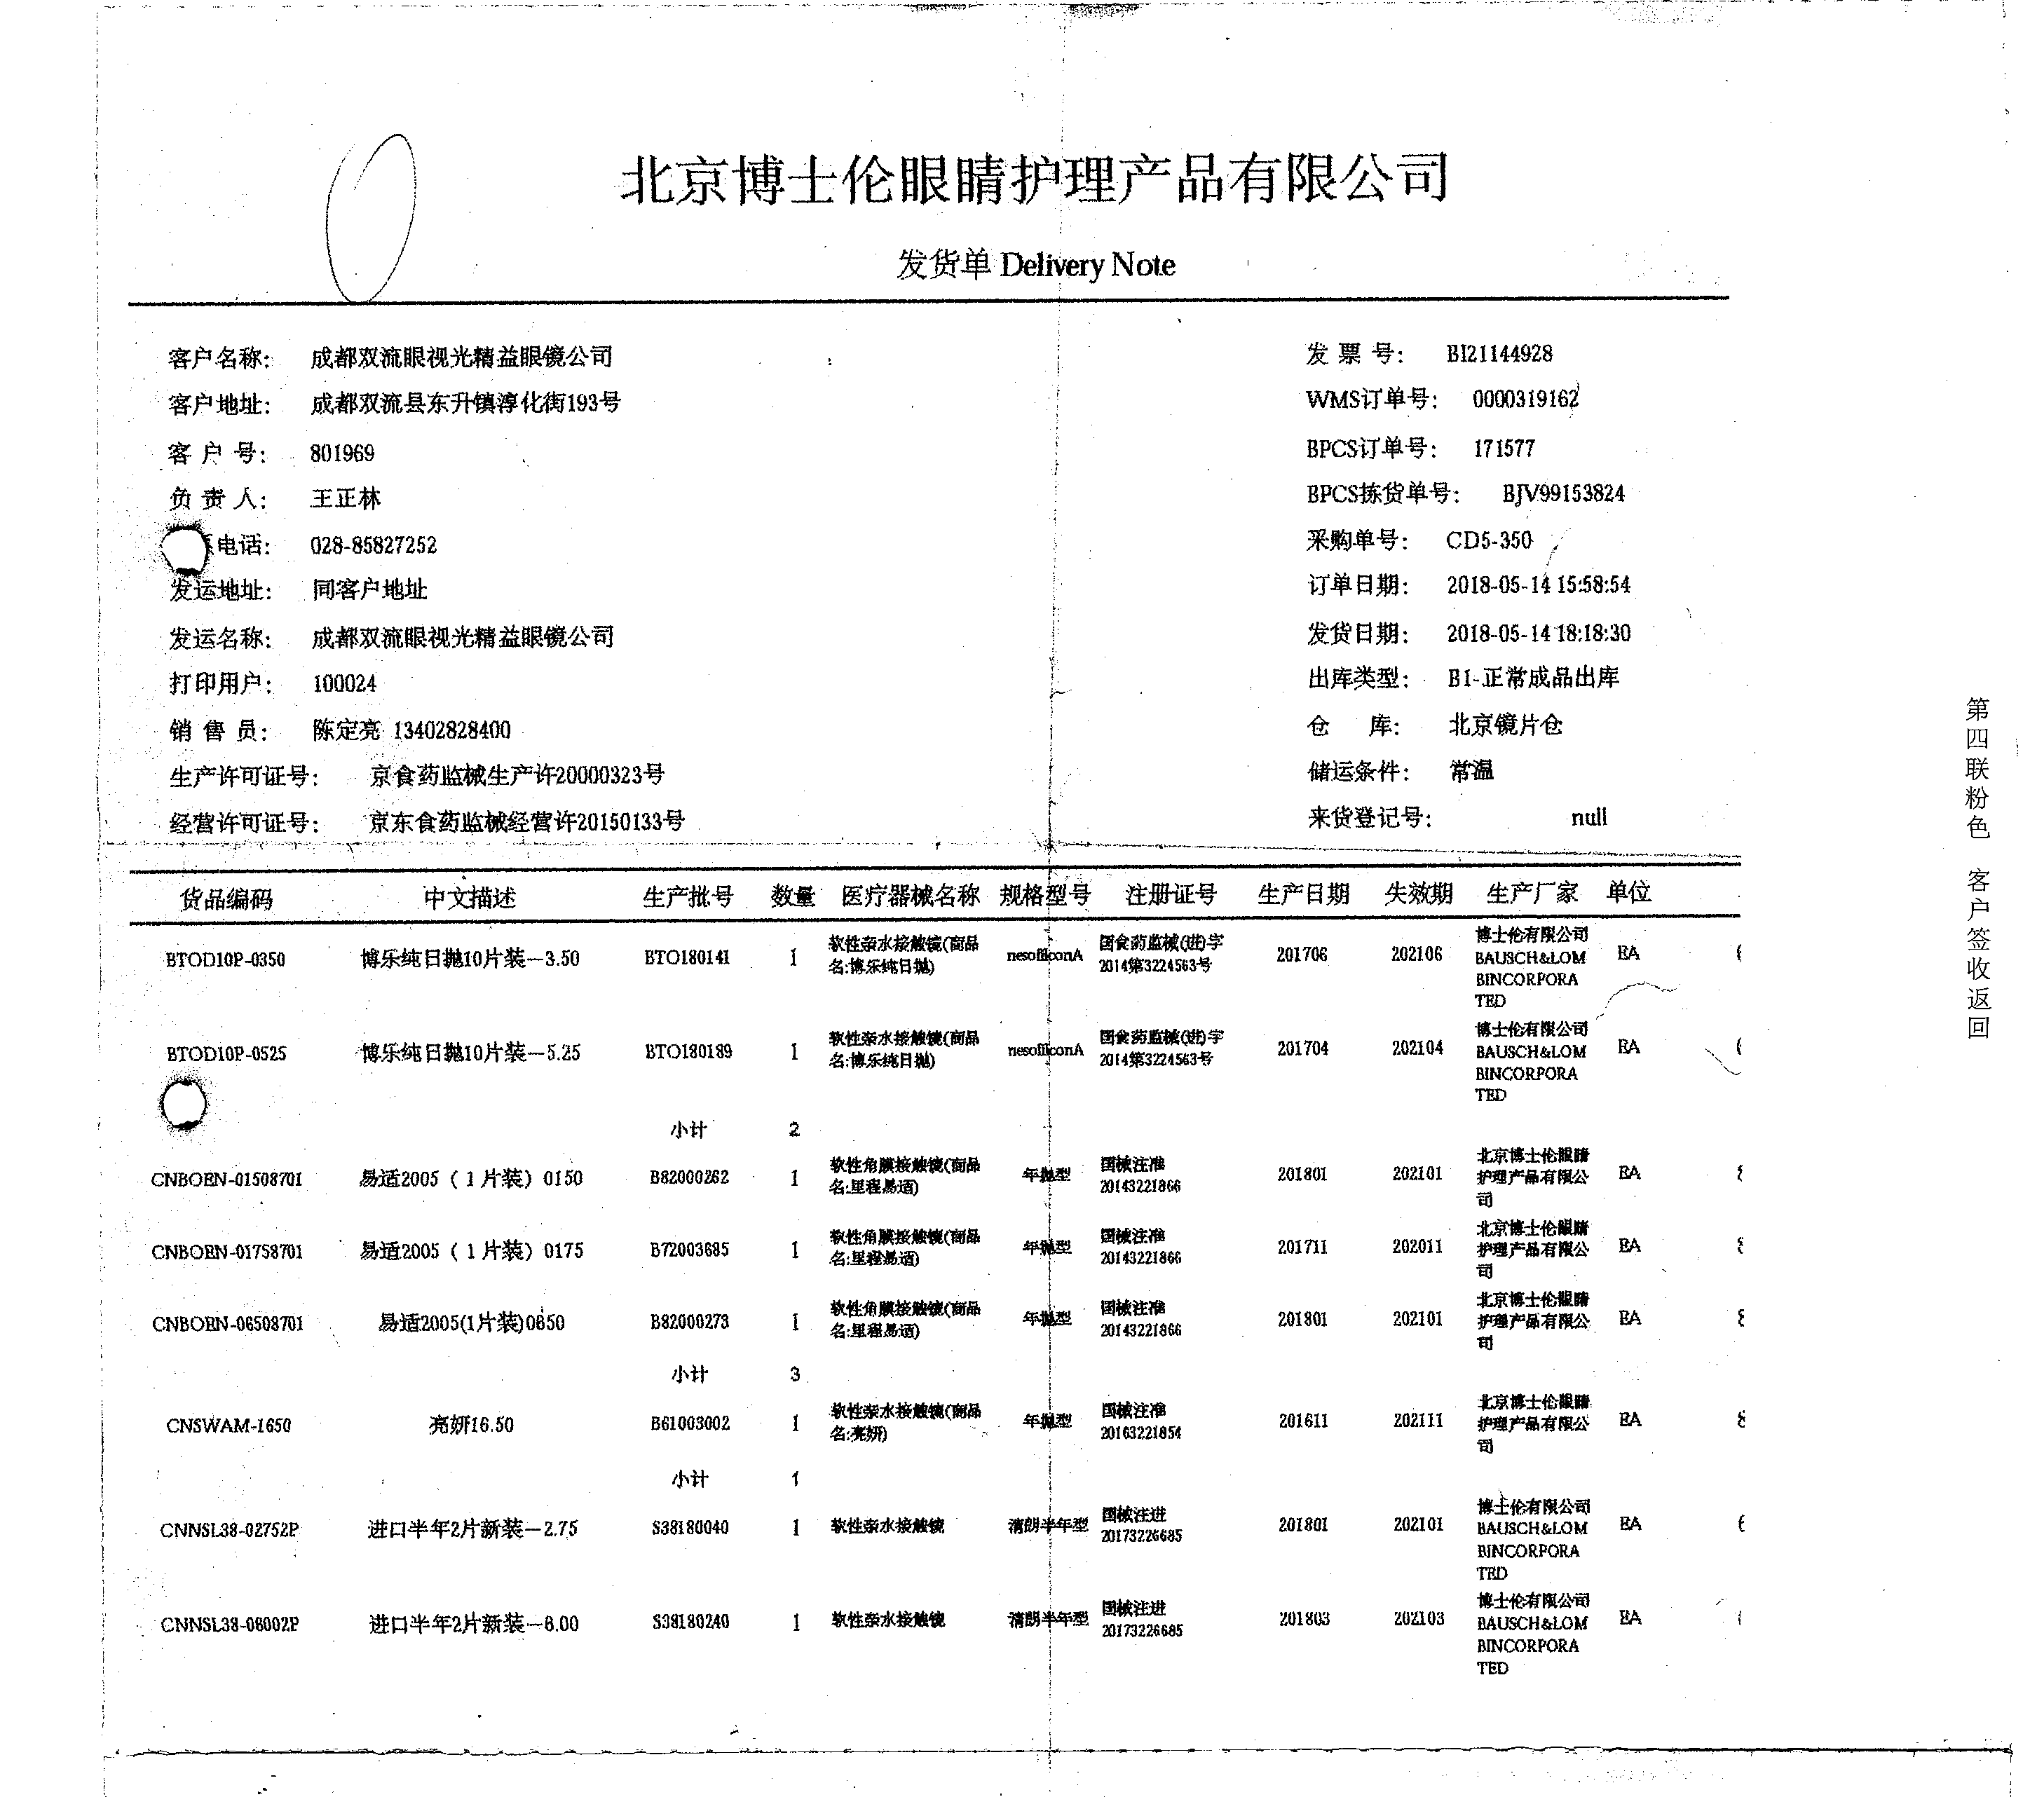 北京博士伦眼睛护理产品有限公司
发货单 Delivery Note
客户名称: 成都双流眼视光精益眼镜公司
发 票 号: BI21144928
客户地址: 成都双流县东升镇淳化街193号
WMS订单号: 0000319162
客 户 号: 801969
BPCS订单号: 171577
负 责 人: 王正林
BPCS拣货单号: BJV99153824
电话: 028-85827252
采购单号: CD5-350
发运地址: 同客户地址
订单日期: 2018-05-14 15:58:54
发运名称: 成都双流眼视光精益眼镜公司
发货日期: 2018-05-14 18:18:30
打印用户: 100024
出库类型: B1-正常成品出库
销 售 员: 陈定亮 13402828400
仓 库: 北京镜片仓
生产许可证号: 京食药监械生产许20000323号
储运条件: 常温
经营许可证号: 京东食药监械经营许20150133号
来货登记号: null
货品编码 中文描述 生产批号 数量 医疗器械名称 规格型号 注册证号 生产日期 失效期 生产厂家 单位
BTOD10P-0350 博乐纯日抛10片装—3.50 BTO180141 1 软性亲水接触镜(商品名:博乐纯日抛) nesofilconA 国食药监械(进)字2014第3224563号 201706 202106 博士伦有限公司BAUSCH&LOMBINCORPORATED EA
BTOD10P-0525 博乐纯日抛10片装—5.25 BTO180189 1 软性亲水接触镜(商品名:博乐纯日抛) nesofilconA 国食药监械(进)字2014第3224563号 201704 202104 博士伦有限公司BAUSCH&LOMBINCORPORATED EA
小计 2
CNBOEN-01508701 易适2005（1片装）0150 B82000262 1 软性角膜接触镜(商品名:里程易适) 年抛型 国械注准20143221866 201801 202101 北京博士伦眼睛护理产品有限公司 EA
CNBOEN-01758701 易适2005（1片装）0175 B72003685 1 软性角膜接触镜(商品名:里程易适) 年抛型 国械注准20143221866 201711 202011 北京博士伦眼睛护理产品有限公司 EA
CNBOEN-06508701 易适2005(1片装)0650 B82000273 1 软性角膜接触镜(商品名:里程易适) 年抛型 国械注准20143221866 201801 202101 北京博士伦眼睛护理产品有限公司 EA
小计 3
CNSWAM-1650 亮妍16.50 B61003002 1 软性亲水接触镜(商品名:亮妍) 年抛型 国械注准20163221854 201611 202111 北京博士伦眼睛护理产品有限公司 EA
小计 1
CNNSL38-02752P 进口半年2片新装—2.75 S38180040 1 软性亲水接触镜 清朗半年型 国械注进20173226685 201801 202101 博士伦有限公司BAUSCH&LOMBINCORPORATED EA
CNNSL38-06002P 进口半年2片新装—6.00 S38180240 1 软性亲水接触镜 清朗半年型 国械注进20173226685 201803 202103 博士伦有限公司BAUSCH&LOMBINCORPORATED EA
第四联粉色 客户签收返回